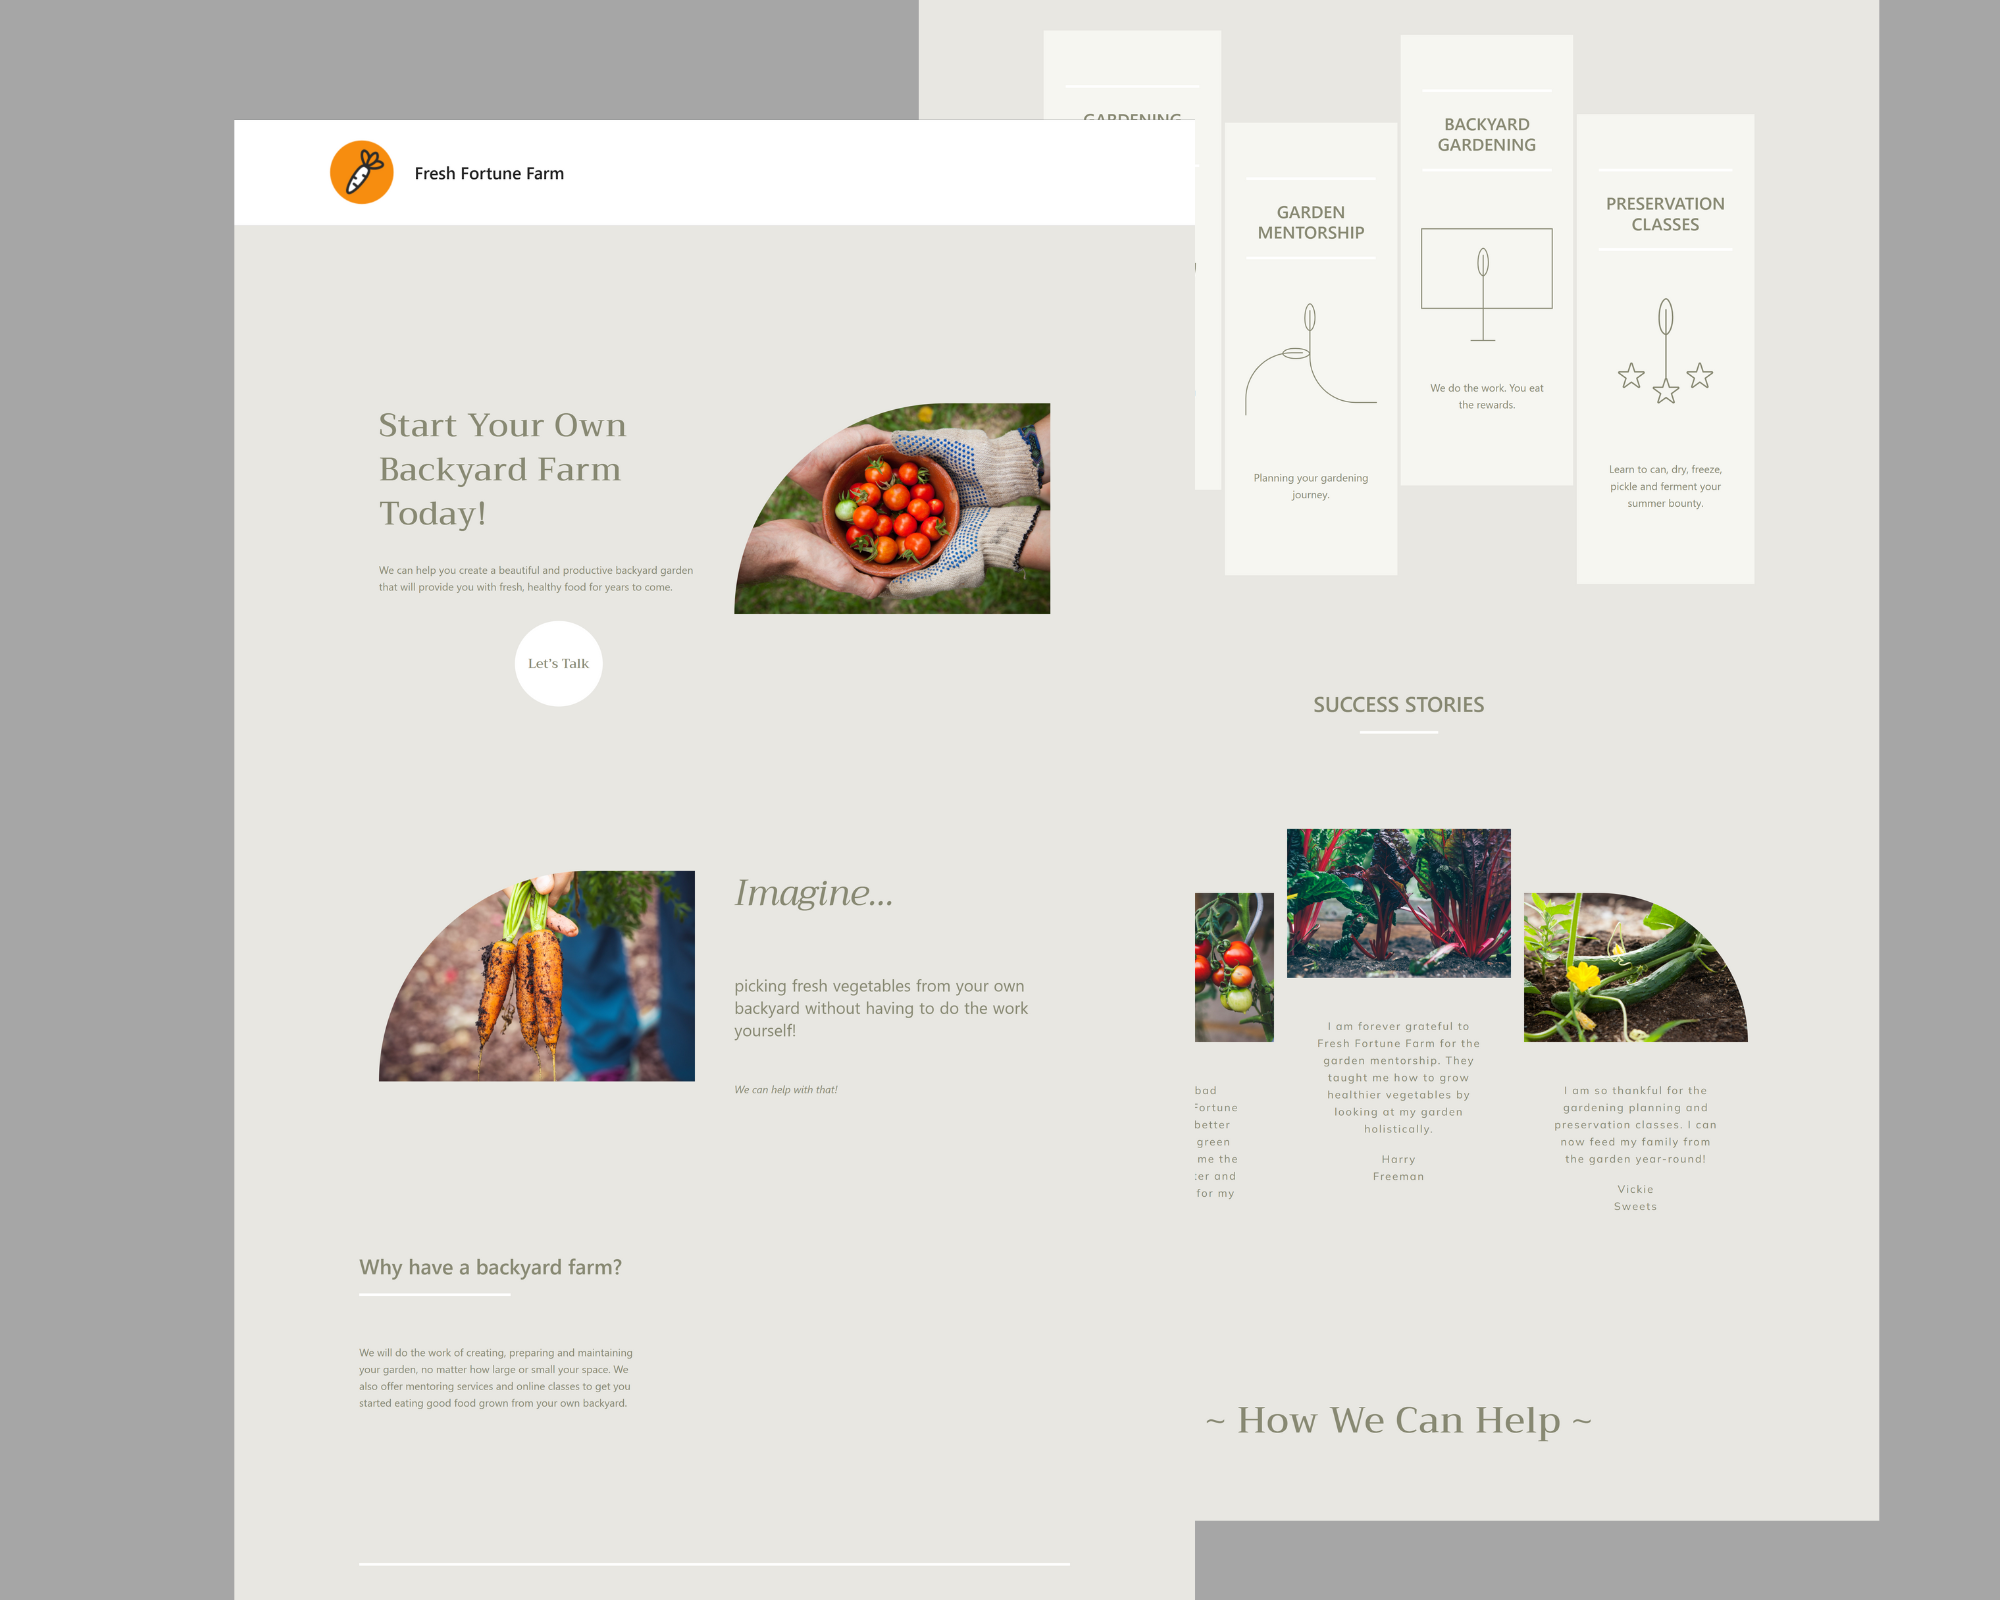 Fresh Fortune Farm
Start Your Own
Backyard Farm
Today!
We can help you create a beautiful and productive backyard garden
that will provide you with fresh, healthy food for years to come.
Let's Talk
Imagine...
picking fresh vegetables from your own
backyard without having to do the work
yourself!
We can help with that!
Why have a backyard farm?
We will do the work of creating, preparing and maintaining
your garden, no matter how large or small your space. We
also offer mentoring services and online classes to get you
started eating good food grown from your own backyard.
GARDENING
GARDEN
MENTORSHIP
Planning your gardening
journey.
BACKYARD
GARDENING
We do the work. You eat
the rewards.
PRESERVATION
CLASSES
Learn to can, dry, freeze,
pickle and ferment your
summer bounty.
SUCCESS STORIES
bad
Fortune
better
green
me the
and
for my
I am forever grateful to
Fresh Fortune Farm for the
garden mentorship. They
taught me how to grow
healthier vegetables by
looking at my garden
holistically.
Harry
Freeman
I am so thankful for the
gardening planning and
preservation classes. I can
now feed my family from
the garden year-round!
Vickie
Sweets
~ How We Can Help ~